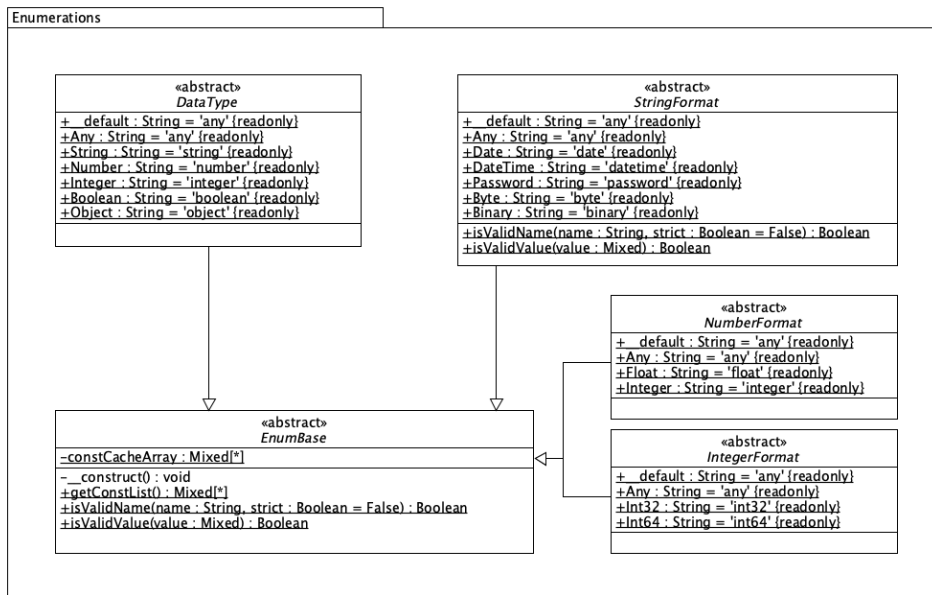 Enumerations
«abstract»
DataType
+__default : String = 'any' {readonly}
+Any : String = 'any' {readonly}
+String : String = 'string' {readonly}
+Number : String = 'number' {readonly}
+Integer : String = 'integer' {readonly}
+Boolean : String = 'boolean' {readonly}
+Object : String = 'object' {readonly}
«abstract»
StringFormat
+__default : String = 'any' {readonly}
+Any : String = 'any' {readonly}
+Date : String = 'date' {readonly}
+DateTime : String = 'datetime' {readonly}
+Password : String = 'password' {readonly}
+Byte : String = 'byte' {readonly}
+Binary : String = 'binary' {readonly}
+isValidName(name : String, strict : Boolean = False) : Boolean
+isValidValue(value : Mixed) : Boolean
«abstract»
NumberFormat
+__default : String = 'any' {readonly}
+Any : String = 'any' {readonly}
+Float : String = 'float' {readonly}
+Integer : String = 'integer' {readonly}
«abstract»
EnumBase
-constCacheArray : Mixed[*]
-__construct() : void
+getConstList() : Mixed[*]
+isValidName(name : String, strict : Boolean = False) : Boolean
+isValidValue(value : Mixed) : Boolean
«abstract»
IntegerFormat
+__default : String = 'any' {readonly}
+Any : String = 'any' {readonly}
+Int32 : String = 'int32' {readonly}
+Int64 : String = 'int64' {readonly}